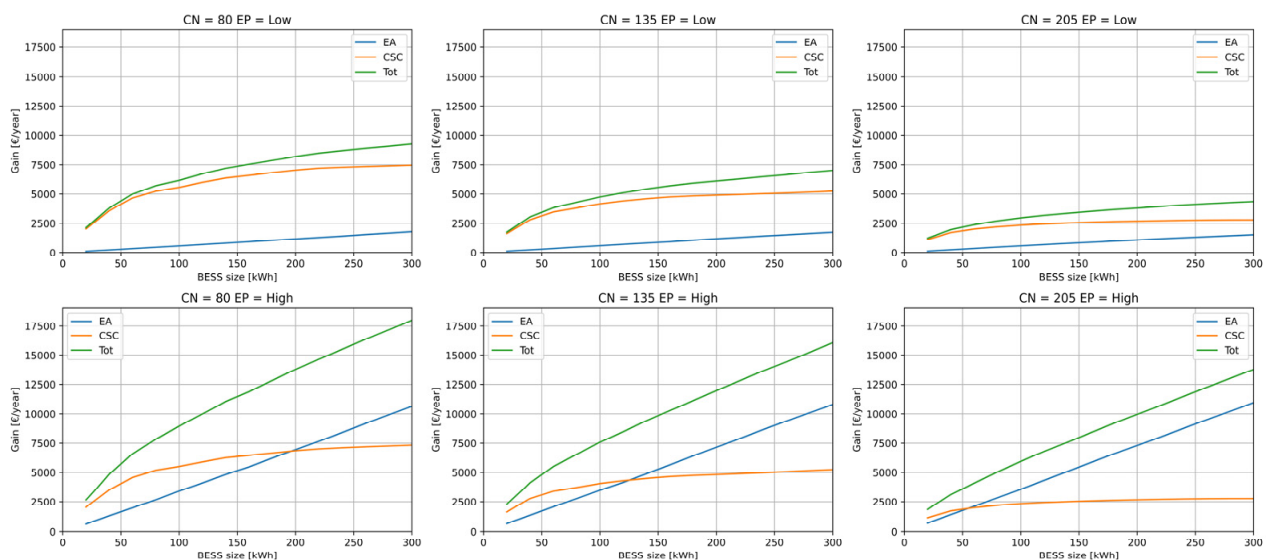 CN = 80 EP = Low
17500
15000
12500
10000
7500
5000
2500
0
Gain [€/year]
EA
CSC
Tot
0 50 100 150 200 250 300
BESS size [kWh]
CN = 135 EP = Low
17500
15000
12500
10000
7500
5000
2500
0
Gain [€/year]
EA
CSC
Tot
0 50 100 150 200 250 300
BESS size [kWh]
CN = 205 EP = Low
17500
15000
12500
10000
7500
5000
2500
0
Gain [€/year]
EA
CSC
Tot
0 50 100 150 200 250 300
BESS size [kWh]
CN = 80 EP = High
17500
15000
12500
10000
7500
5000
2500
0
Gain [€/year]
EA
CSC
Tot
0 50 100 150 200 250 300
BESS size [kWh]
CN = 135 EP = High
17500
15000
12500
10000
7500
5000
2500
0
Gain [€/year]
EA
CSC
Tot
0 50 100 150 200 250 300
BESS size [kWh]
CN = 205 EP = High
17500
15000
12500
10000
7500
5000
2500
0
Gain [€/year]
EA
CSC
Tot
0 50 100 150 200 250 300
BESS size [kWh]